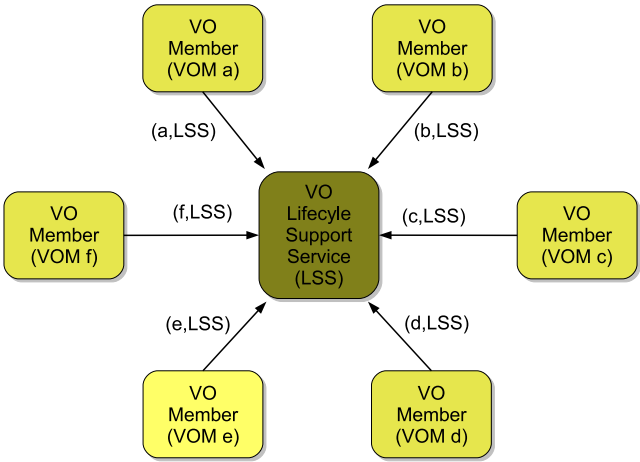 VO
Member
(VOM a)
VO
Member
(VOM b)
(a,LSS)
(b,LSS)
VO
Member
(VOM f)
(f,LSS)
VO
Lifecyle
Support
Service
(LSS)
(c,LSS)
VO
Member
(VOM c)
(e,LSS)
(d,LSS)
VO
Member
(VOM e)
VO
Member
(VOM d)